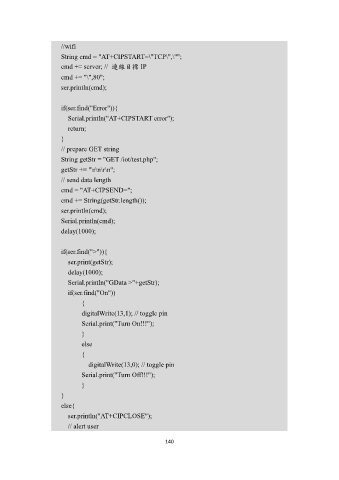 //wifi
String cmd = "AT+CIPSTART=\"TCP\",\"";
cmd += server; // 連線目標 IP
cmd += "\",80";
ser.println(cmd);
if(ser.find("Error")){
Serial.println("AT+CIPSTART error");
return;
}
// prepare GET string
String getStr = "GET /iot/test.php";
getStr += "\r\n\r\n";
// send data length
cmd = "AT+CIPSEND=";
cmd += String(getStr.length());
ser.println(cmd);
Serial.println(cmd);
delay(1000);
if(ser.find(">")){
ser.print(getStr);
delay(1000);
Serial.println("GData >"+getStr);
if(ser.find("On"))
{
digitalWrite(13,1); // toggle pin
Serial.print("Turn On!!!");
}
else
{
digitalWrite(13,0); // toggle pin
Serial.print("Turn Off!!!");
}
}
else{
ser.println("AT+CIPCLOSE");
// alert user
140